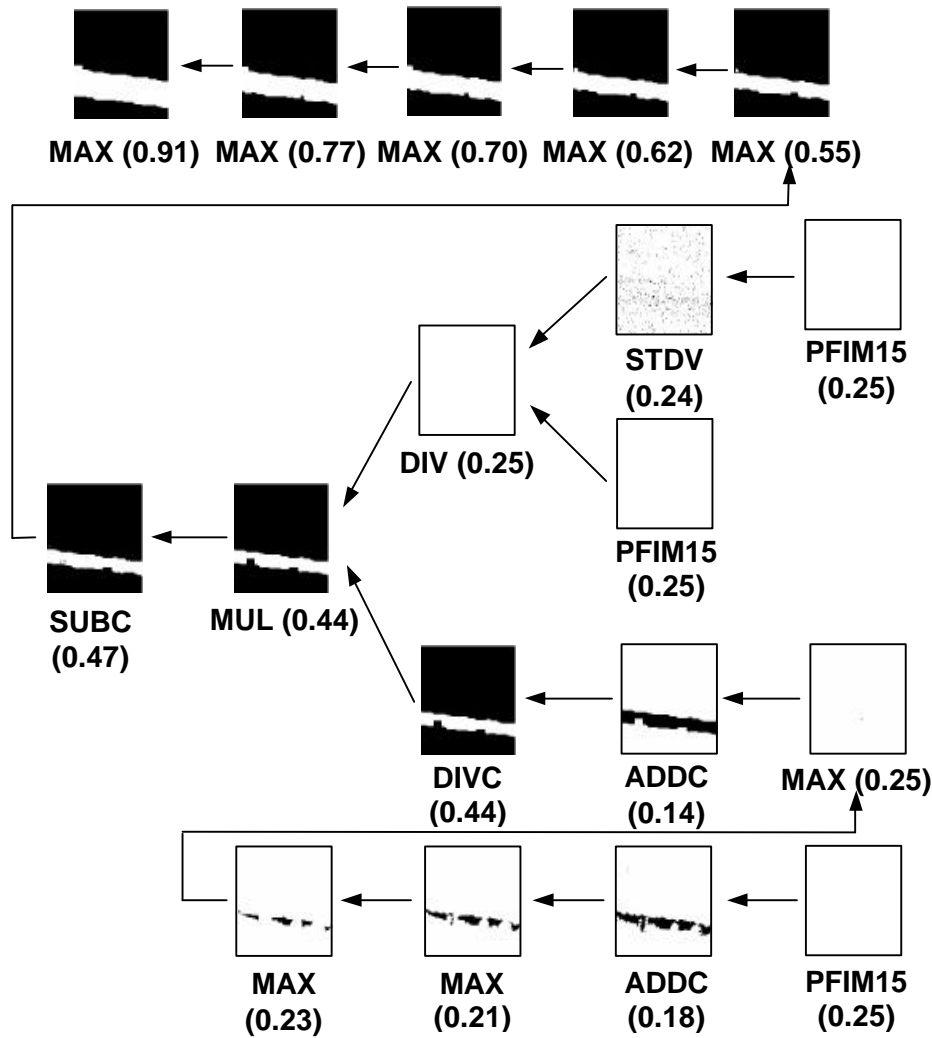 MAX (0.91) MAX (0.77) MAX (0.70) MAX (0.62) MAX (0.55)
STDV
(0.24)
PFIM15
(0.25)
DIV (0.25)
PFIM15
(0.25)
SUBC
(0.47)
MUL (0.44)
DIVC
(0.44)
ADDC
(0.14)
MAX (0.25)
MAX
(0.23)
MAX
(0.21)
ADDC
(0.18)
PFIM15
(0.25)